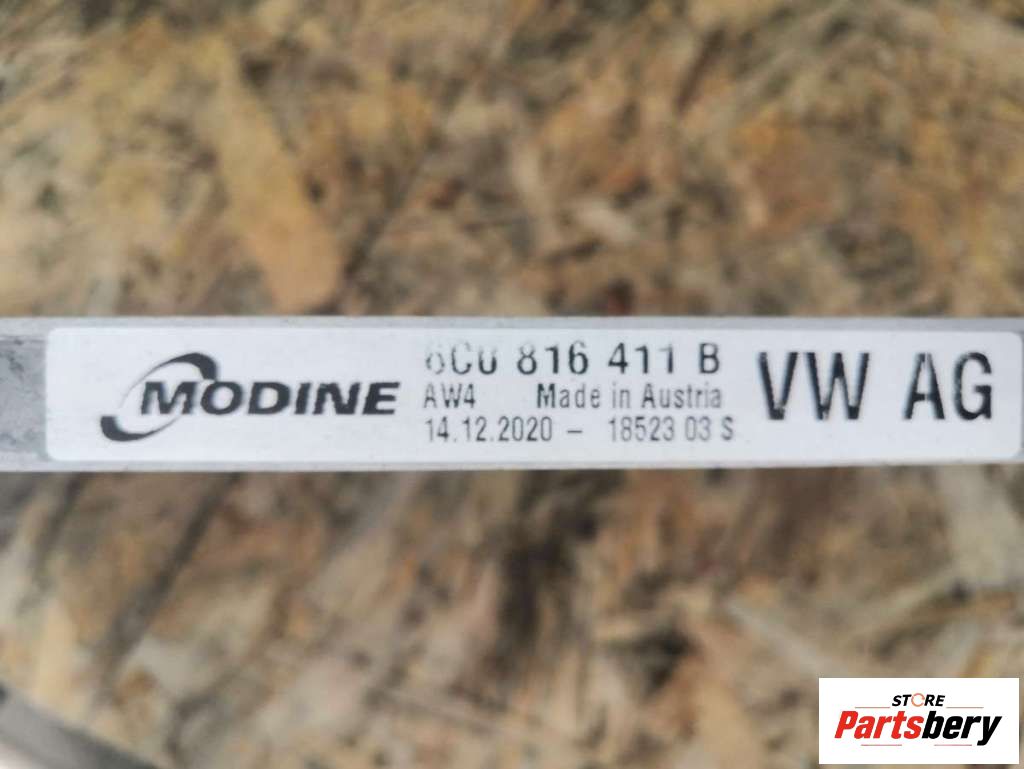 MODINE
6C0 816 411 B
AW4 Made in Austria
14.12.2020 - 18523 03 S
VW AG
STORE
Partsbery